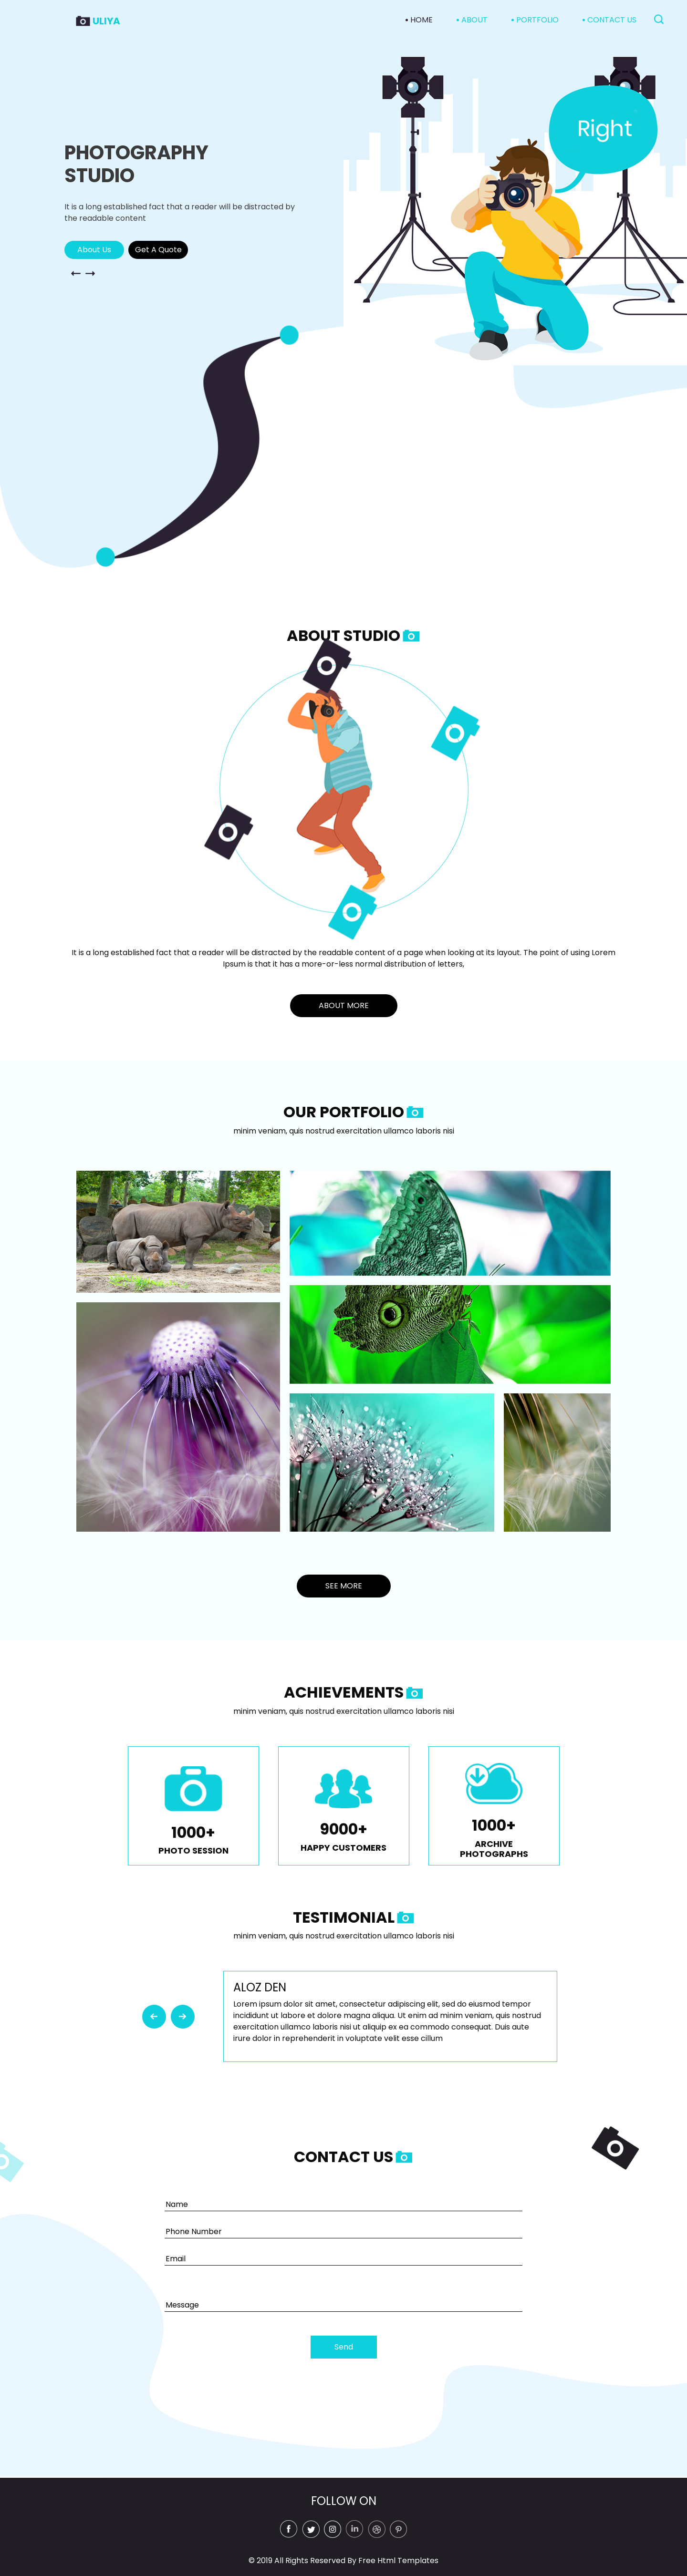 ULIYA
HOME
ABOUT
PORTFOLIO
CONTACT US
Right
PHOTOGRAPHY
STUDIO
It is a long established fact that a reader will be distracted by
the readable content
About Us
Get A Quote
ABOUT STUDIO
It is a long established fact that a reader will be distracted by the readable content of a page when looking at its layout. The point of using Lorem
Ipsum is that it has a more-or-less normal distribution of letters,
ABOUT MORE
OUR PORTFOLIO
minim veniam, quis nostrud exercitation ullamco laboris nisi
SEE MORE
ACHIEVEMENTS
minim veniam, quis nostrud exercitation ullamco laboris nisi
1000+
PHOTO SESSION
9000+
HAPPY CUSTOMERS
1000+
ARCHIVE
PHOTOGRAPHS
TESTIMONIAL
minim veniam, quis nostrud exercitation ullamco laboris nisi
ALOZ DEN
Lorem ipsum dolor sit amet, consectetur adipiscing elit, sed do eiusmod tempor
incididunt ut labore et dolore magna aliqua. Ut enim ad minim veniam, quis nostrud
exercitation ullamco laboris nisi ut aliquip ex ea commodo consequat. Duis aute
irure dolor in reprehenderit in voluptate velit esse cillum
CONTACT US
Name
Phone Number
Email
Message
Send
FOLLOW ON
© 2019 All Rights Reserved By Free Html Templates